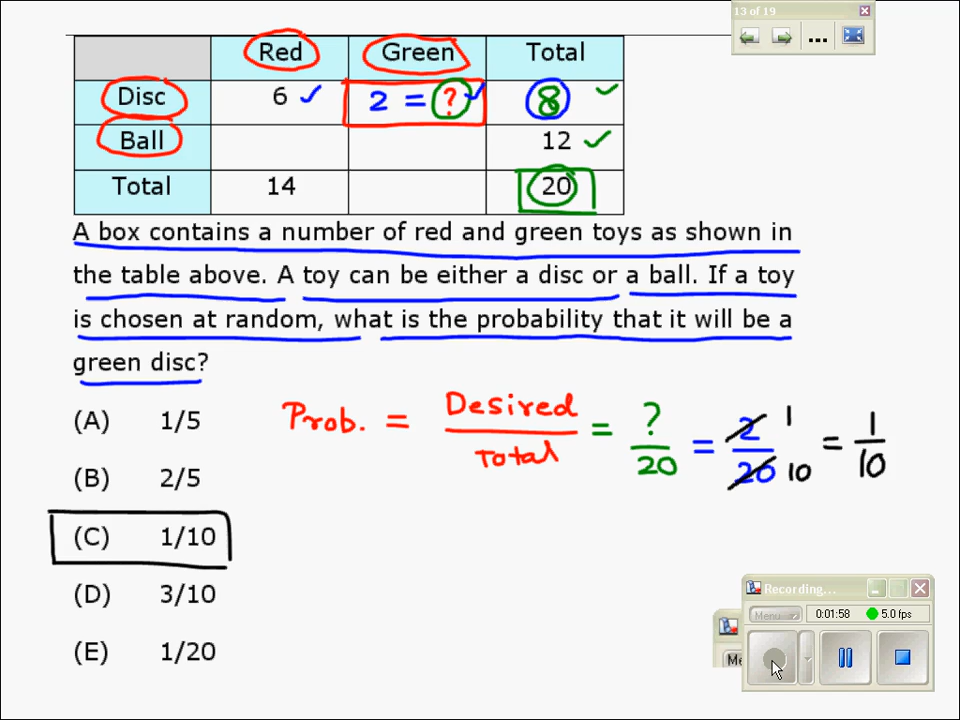 13 of 19
Red Green Total
Disc 6 2 = ? 8
Ball 12
Total 14 20
A box contains a number of red and green toys as shown in
the table above. A toy can be either a disc or a ball. If a toy
is chosen at random, what is the probability that it will be a
green disc?
(A) 1/5
Prob. = Desired/Total = ?/20 = 2/20 1 10 = 1/10
(B) 2/5
(C) 1/10
(D) 3/10
(E) 1/20
Recording...
Menu 0:01:58 5.0 fps
Me